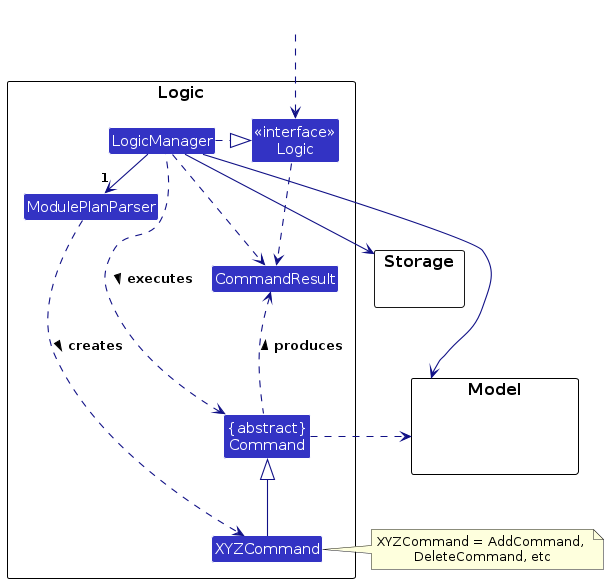 Logic
LogicManager
«interface»
Logic
1
ModulePlanParser
Storage
CommandResult
executes
creates
produces
Model
{abstract}
Command
XYZCommand
XYZCommand = AddCommand,
DeleteCommand, etc